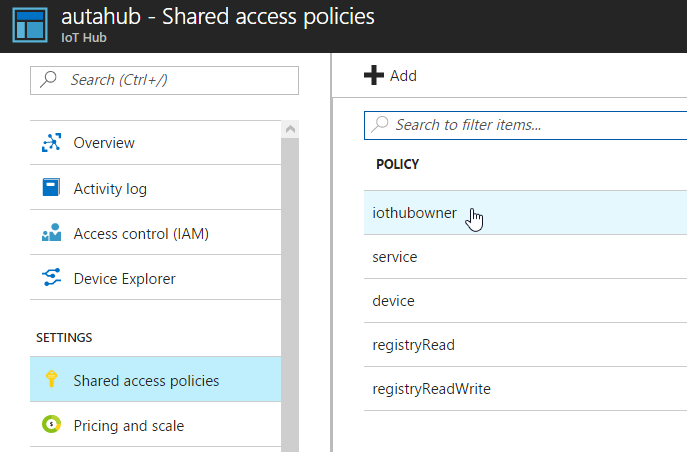 autahub - Shared access policies
IoT Hub
Search (Ctrl+/)
Overview
Activity log
Access control (IAM)
Device Explorer
SETTINGS
Shared access policies
Pricing and scale
Add
Search to filter items...
POLICY
iothubowner
service
device
registryRead
registryReadWrite